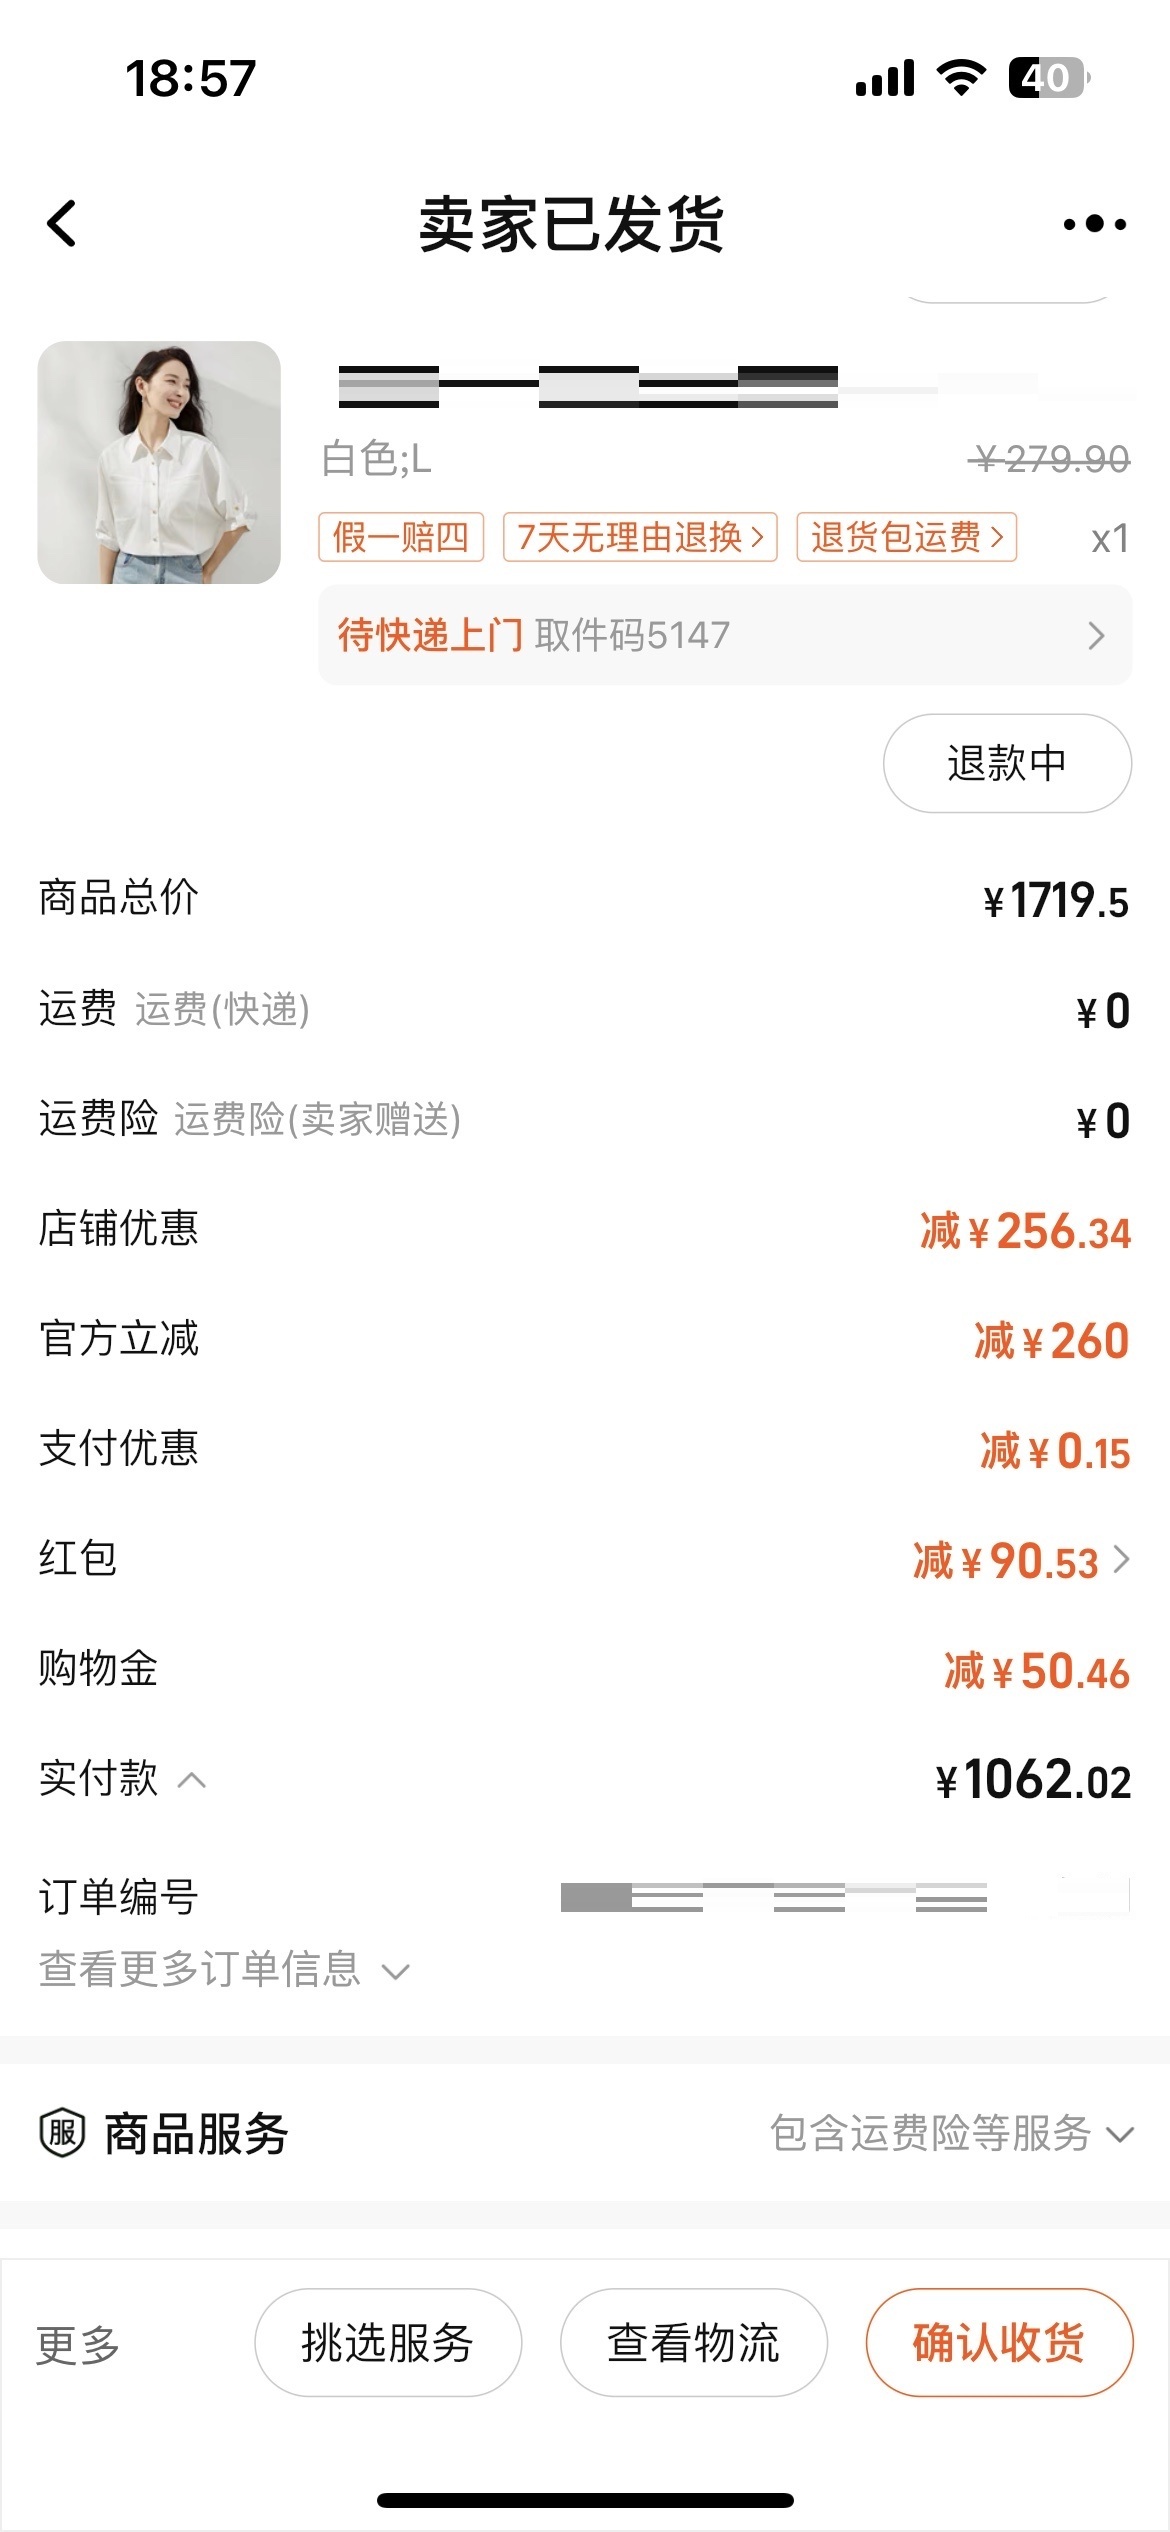 18:57
40
卖家已发货
白色;L
￥279.90
假一赔四
7天无理由退换
退货包运费
x1
待快递上门 取件码5147
退款中
商品总价
¥1719.5
运费 运费(快递)
¥0
运费险 运费险(卖家赠送)
¥0
店铺优惠
减¥256.34
官方立减
减¥260
支付优惠
减¥0.15
红包
减¥90.53
购物金
减¥50.46
实付款
¥1062.02
订单编号
查看更多订单信息
服 商品服务
包含运费险等服务
更多
挑选服务
查看物流
确认收货